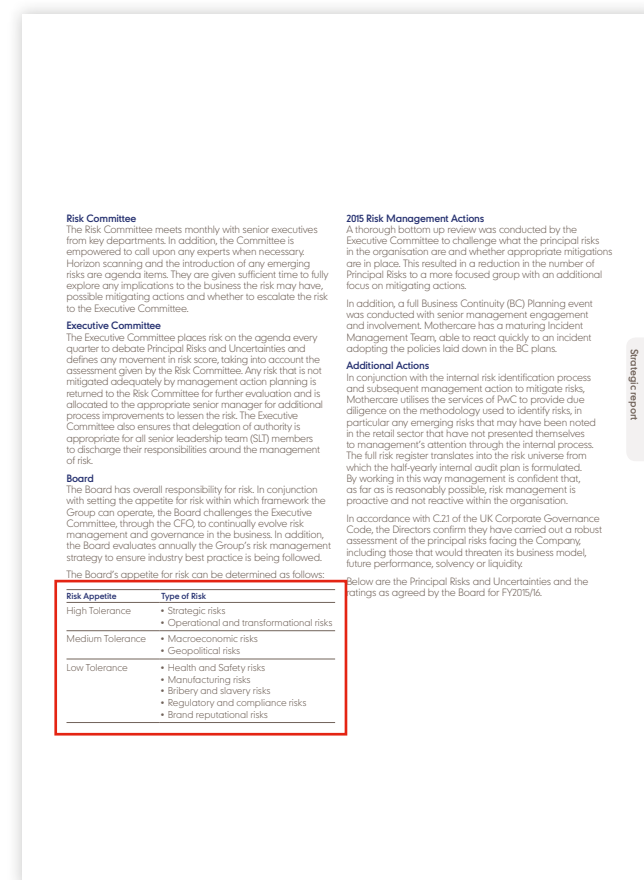 Risk Committee
The Risk Committee meets monthly with senior executives
from key departments. In addition, the Committee is
empowered to call upon any experts when necessary.
Horizon scanning and the introduction of any emerging
risks are agenda items. They are given sufficient time to fully
explore any implications to the business the risk may have,
possible mitigating actions and whether to escalate the risk
to the Executive Committee.
Executive Committee
The Executive Committee places risk on the agenda every
quarter to debate Principal Risks and Uncertainties and
defines any movement in risk score, taking into account the
assessment given by the Risk Committee. Any risk that is not
mitigated adequately by management action planning is
returned to the Risk Committee for further evaluation and is
allocated to the appropriate senior manager for additional
process improvements to lessen the risk. The Executive
Committee also ensures that delegation of authority is
appropriate for all senior leadership team (SLT) members
to discharge their responsibilities around the management
of risk.
Board
The Board has overall responsibility for risk. In conjunction
with setting the appetite for risk within which framework the
Group can operate, the Board challenges the Executive
Committee, through the CFO, to continually evolve risk
management and governance in the business. In addition,
the Board evaluates annually the Group's risk management
strategy to ensure industry best practice is being followed.
The Board's appetite for risk can be determined as follows:
Risk Appetite Type of Risk
High Tolerance • Strategic risks
• Operational and transformational risks
Medium Tolerance • Macroeconomic risks
• Geopolitical risks
Low Tolerance • Health and Safety risks
• Manufacturing risks
• Bribery and slavery risks
• Regulatory and compliance risks
• Brand reputational risks
2015 Risk Management Actions
A thorough bottom up review was conducted by the
Executive Committee to challenge what the principal risks
in the organisation are and whether appropriate mitigations
are in place. This resulted in a reduction in the number of
Principal Risks to a more focused group with an additional
focus on mitigating actions.
In addition, a full Business Continuity (BC) Planning event
was conducted with senior management engagement
and involvement. Mothercare has a maturing Incident
Management Team, able to react quickly to an incident
adopting the policies laid down in the BC plans.
Additional Actions
In conjunction with the internal risk identification process
and subsequent management action to mitigate risks,
Mothercare utilises the services of PwC to provide due
diligence on the methodology used to identify risks, in
particular any emerging risks that may have been noted
in the retail sector that have not presented themselves
to management's attention through the internal process.
The full risk register translates into the risk universe from
which the half-yearly internal audit plan is formulated.
By working in this way management is confident that,
as far as is reasonably possible, risk management is
proactive and not reactive within the organisation.
In accordance with C.2.1 of the UK Corporate Governance
Code, the Directors confirm they have carried out a robust
assessment of the principal risks facing the Company,
including those that would threaten its business model,
future performance, solvency or liquidity.
Below are the Principal Risks and Uncertainties and the
ratings as agreed by the Board for FY2015/16.
Strategic report